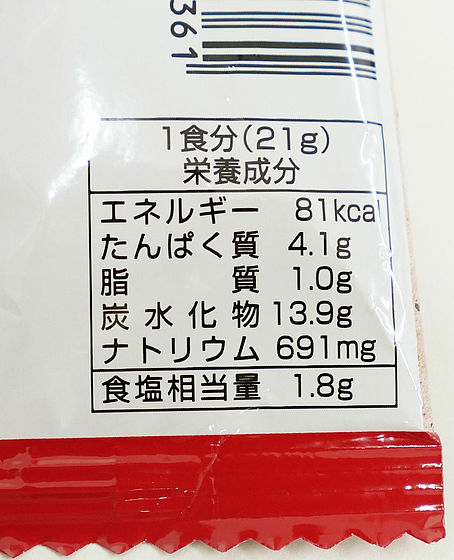 361
1食分(21g)
栄養成分
エネルギー 81kcal
たんぱく質 4.1g
脂質 1.0g
炭水化物 13.9g
ナトリウム 691mg
食塩相当量 1.8g